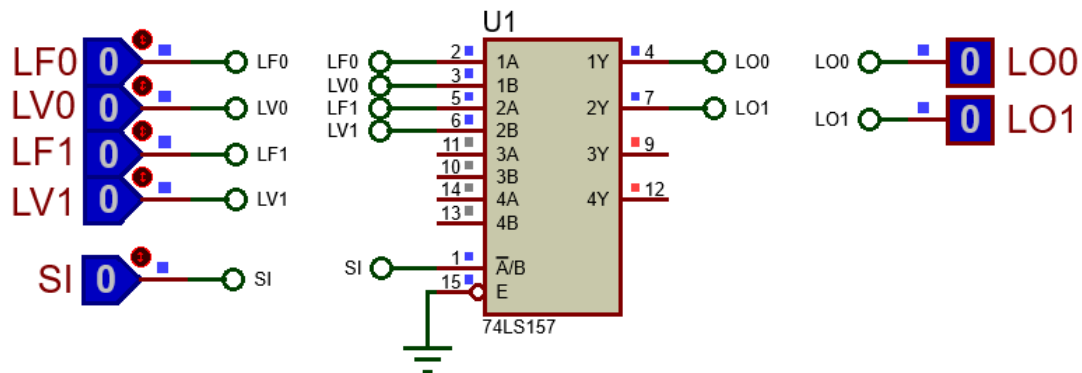 U1
LF0 0 LF0
LV0 0 LV0
LF1 0 LF1
LV1 0 LV1
SI 0 SI
LF0 2 1A 1Y 4 LO0
LV0 3 1B
LF1 5 2A 2Y 7 LO1
LV1 6 2B
11 3A 3Y 9
10 3B
14 4A 4Y 12
13 4B
SI 1 A̅/B
15 E
74LS157
LO0 0 LO0
LO1 0 LO1